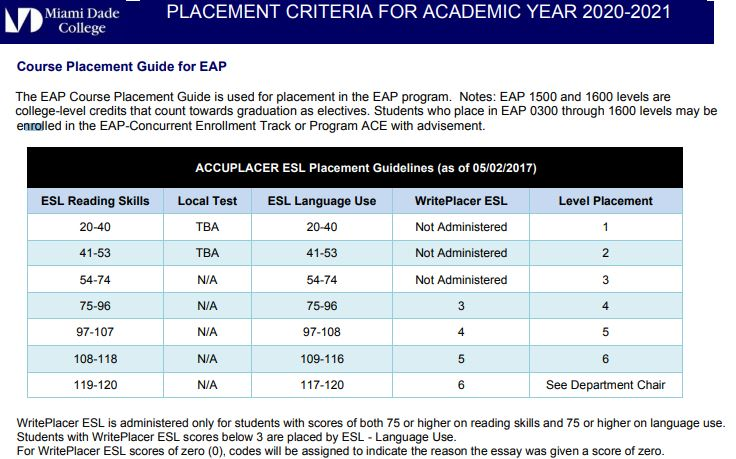 Miami Dade
College
PLACEMENT CRITERIA FOR ACADEMIC YEAR 2020-2021
Course Placement Guide for EAP
The EAP Course Placement Guide is used for placement in the EAP program. Notes: EAP 1500 and 1600 levels are
college-level credits that count towards graduation as electives. Students who place in EAP 0300 through 1600 levels may be
enrolled in the EAP-Concurrent Enrollment Track or Program ACE with advisement.
ACCUPLACER ESL Placement Guidelines (as of 05/02/2017)
ESL Reading Skills Local Test ESL Language Use WritePlacer ESL Level Placement
20-40 TBA 20-40 Not Administered 1
41-53 TBA 41-53 Not Administered 2
54-74 N/A 54-74 Not Administered 3
75-96 N/A 75-96 3 4
97-107 N/A 97-108 4 5
108-118 N/A 109-116 5 6
119-120 N/A 117-120 6 See Department Chair
WritePlacer ESL is administered only for students with scores of both 75 or higher on reading skills and 75 or higher on language use.
Students with WritePlacer ESL scores below 3 are placed by ESL - Language Use.
For WritePlacer ESL scores of zero (0), codes will be assigned to indicate the reason the essay was given a score of zero.